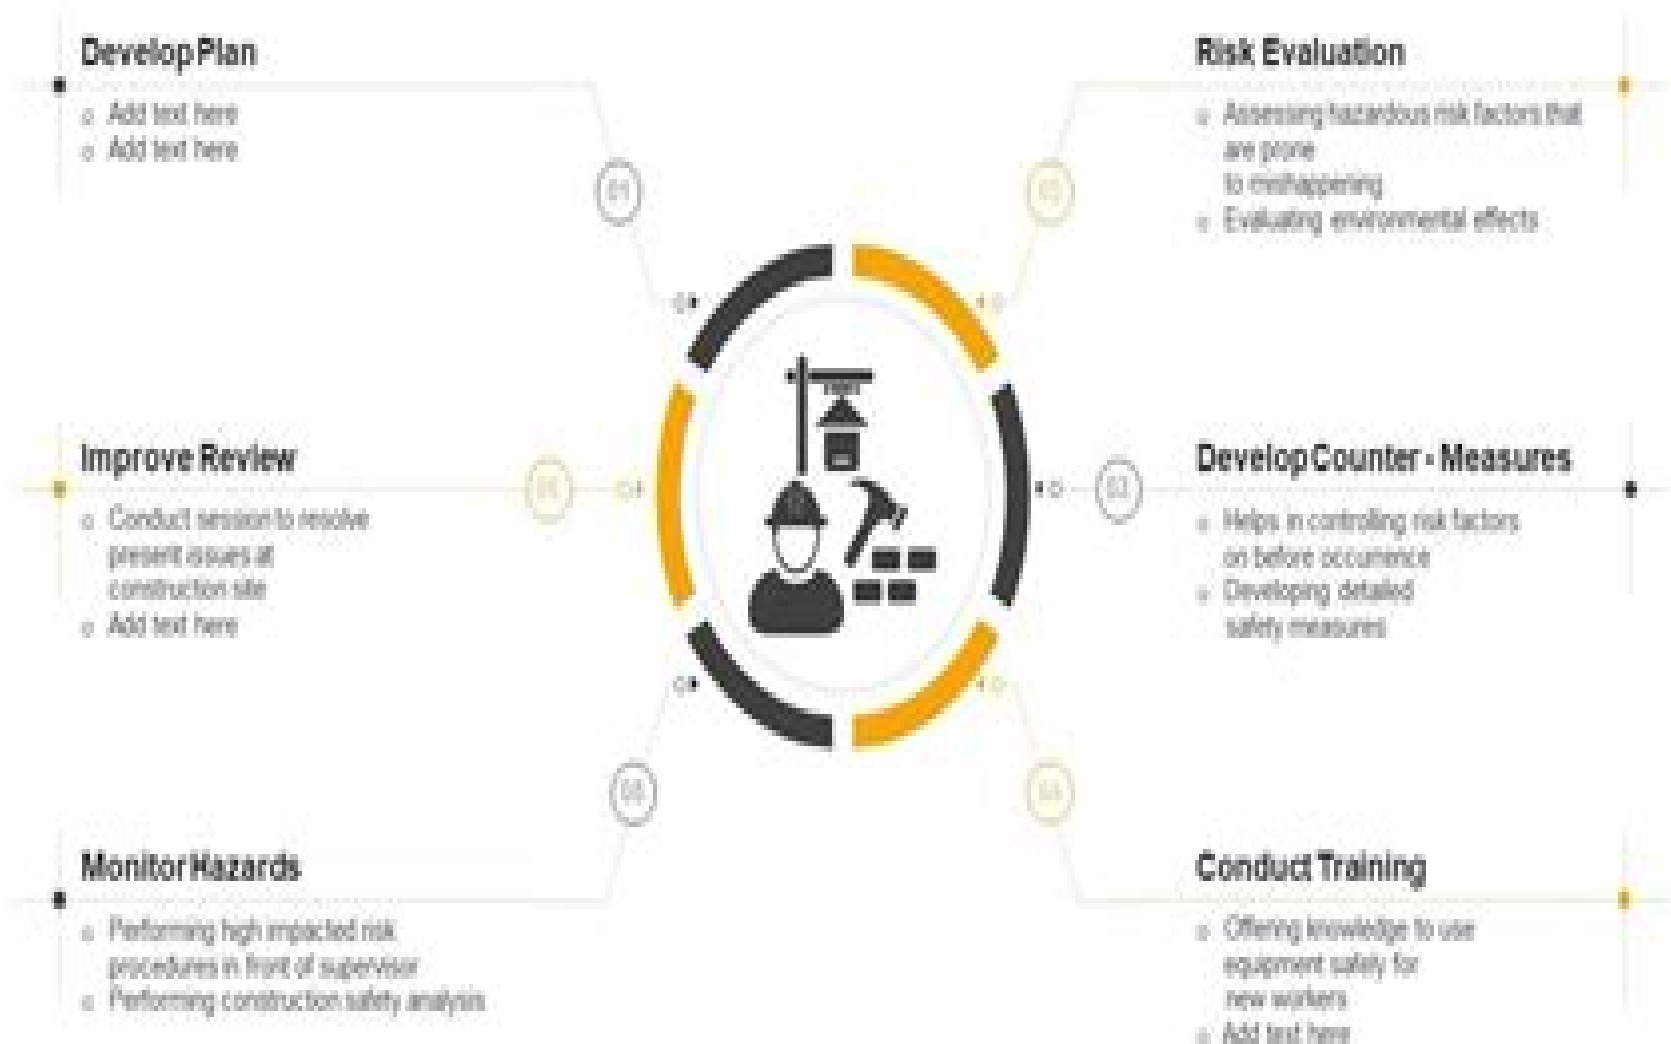 Develop Plan
Add text here
Add text here
01
Risk Evaluation
Assessing hazardous risk factors that
are prone
to mishappening
Evaluating environmental effects
Develop Counter - Measures
03
Helps in controlling risk factors
on before occurrence
Developing detailed
safety measures
Conduct Training
Offering knowledge to use
equipment safely for
new workers
Add text here
Monitor Hazards
Performing high impacted risk
procedures in front of supervisor
Performing construction safety analysis
Improve Review
Conduct session to resolve
present issues at
construction site
Add text here